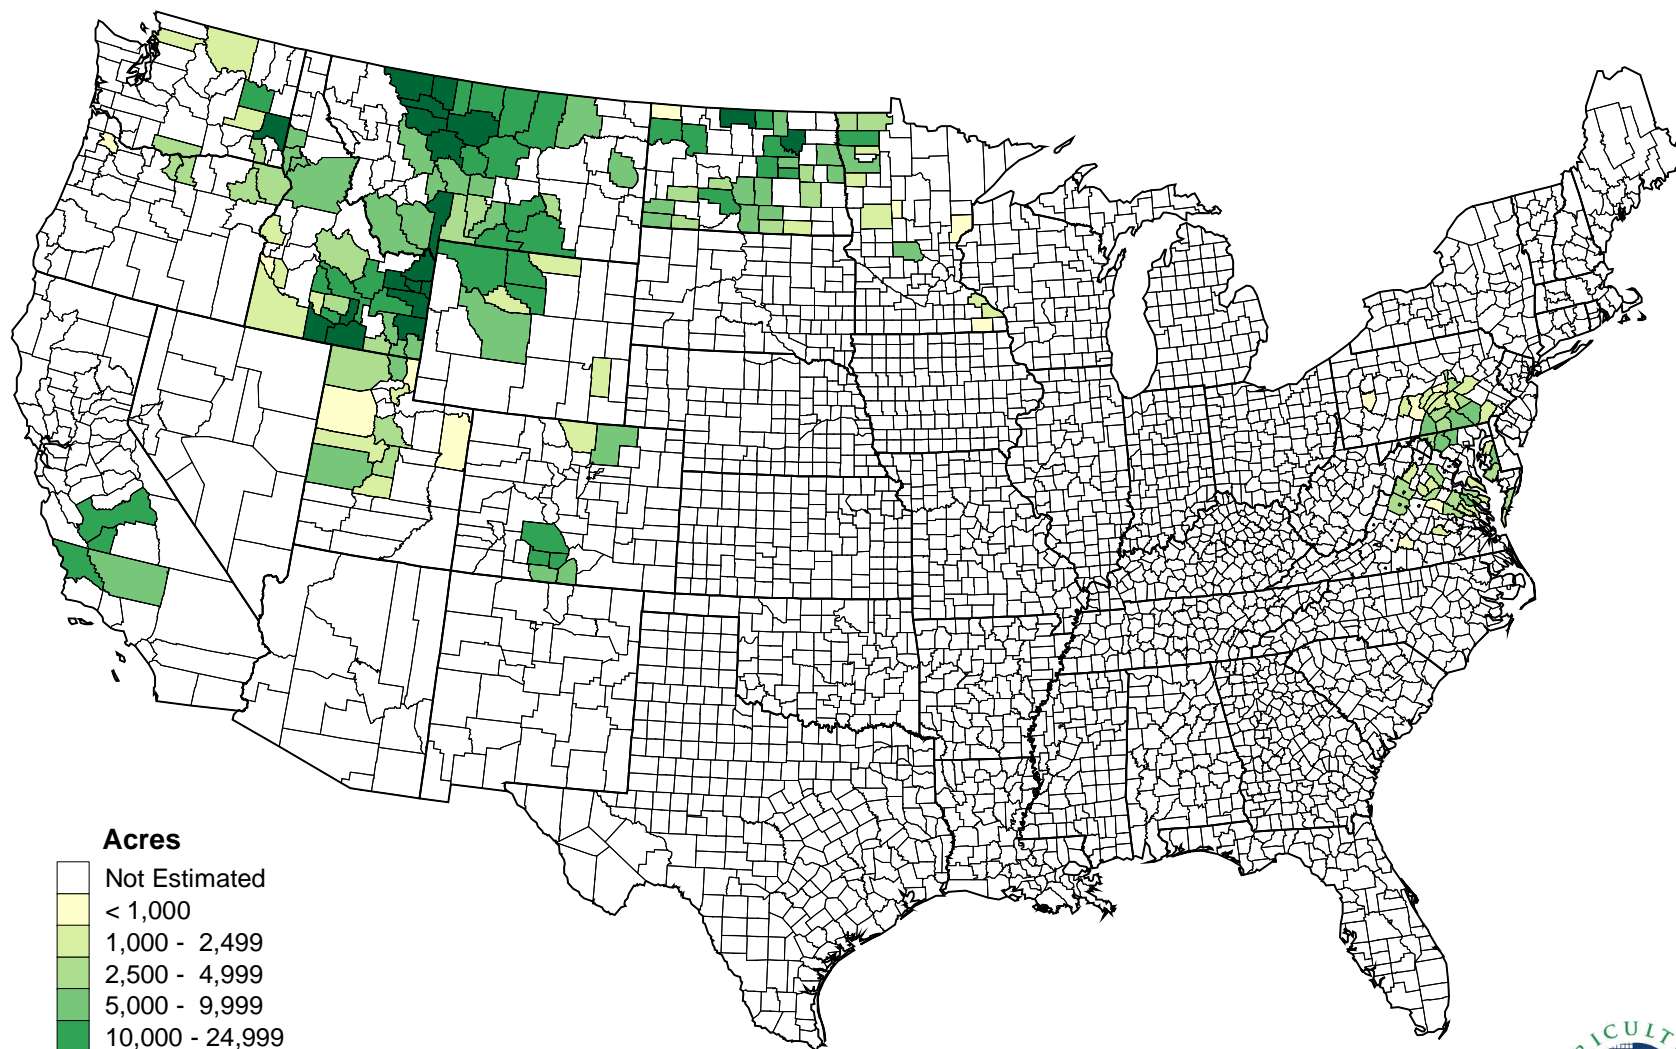 Acres
Not Estimated
< 1,000
1,000 - 2,499
2,500 - 4,999
5,000 - 9,999
10,000 - 24,999
RICULT